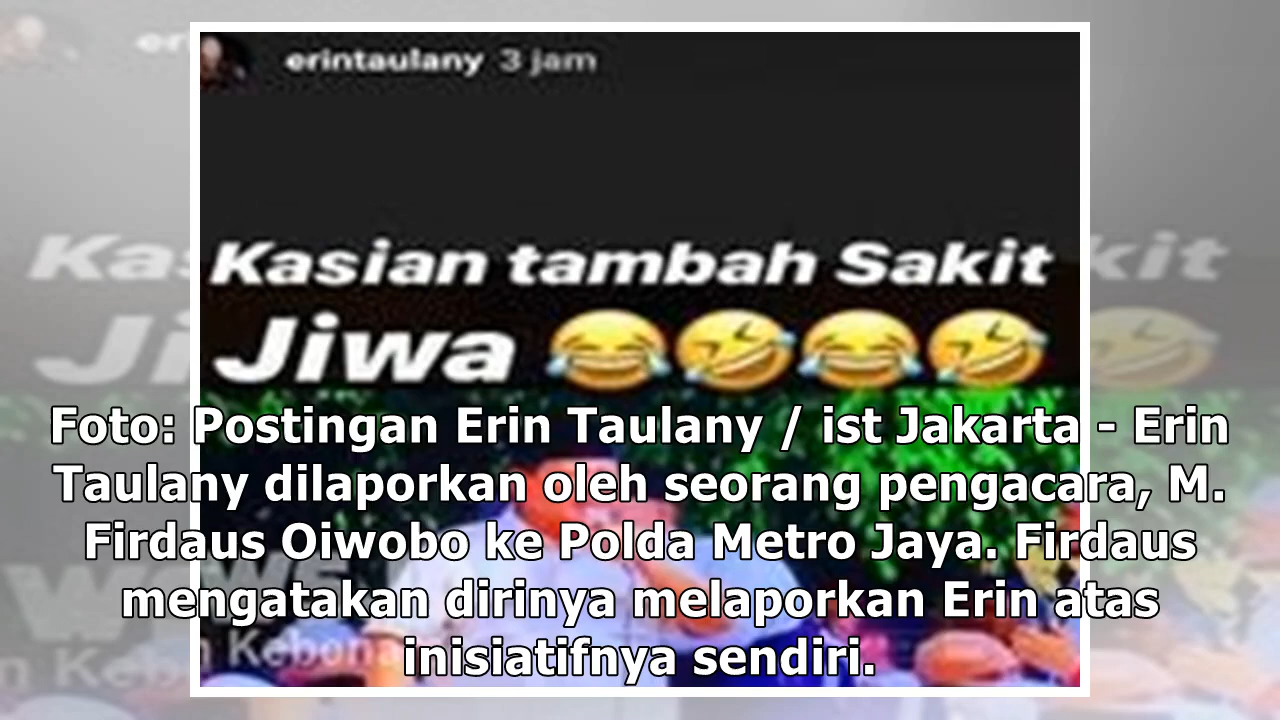 erintaulany 3 jam
Kasian tambah Sakit
Jiwa 😂🤣😂🤣
Foto: Postingan Erin Taulany / ist Jakarta - Erin
Taulany dilaporkan oleh seorang pengacara, M.
Firdaus Oiwobo ke Polda Metro Jaya. Firdaus
mengatakan dirinya melaporkan Erin atas
inisiatifnya sendiri.